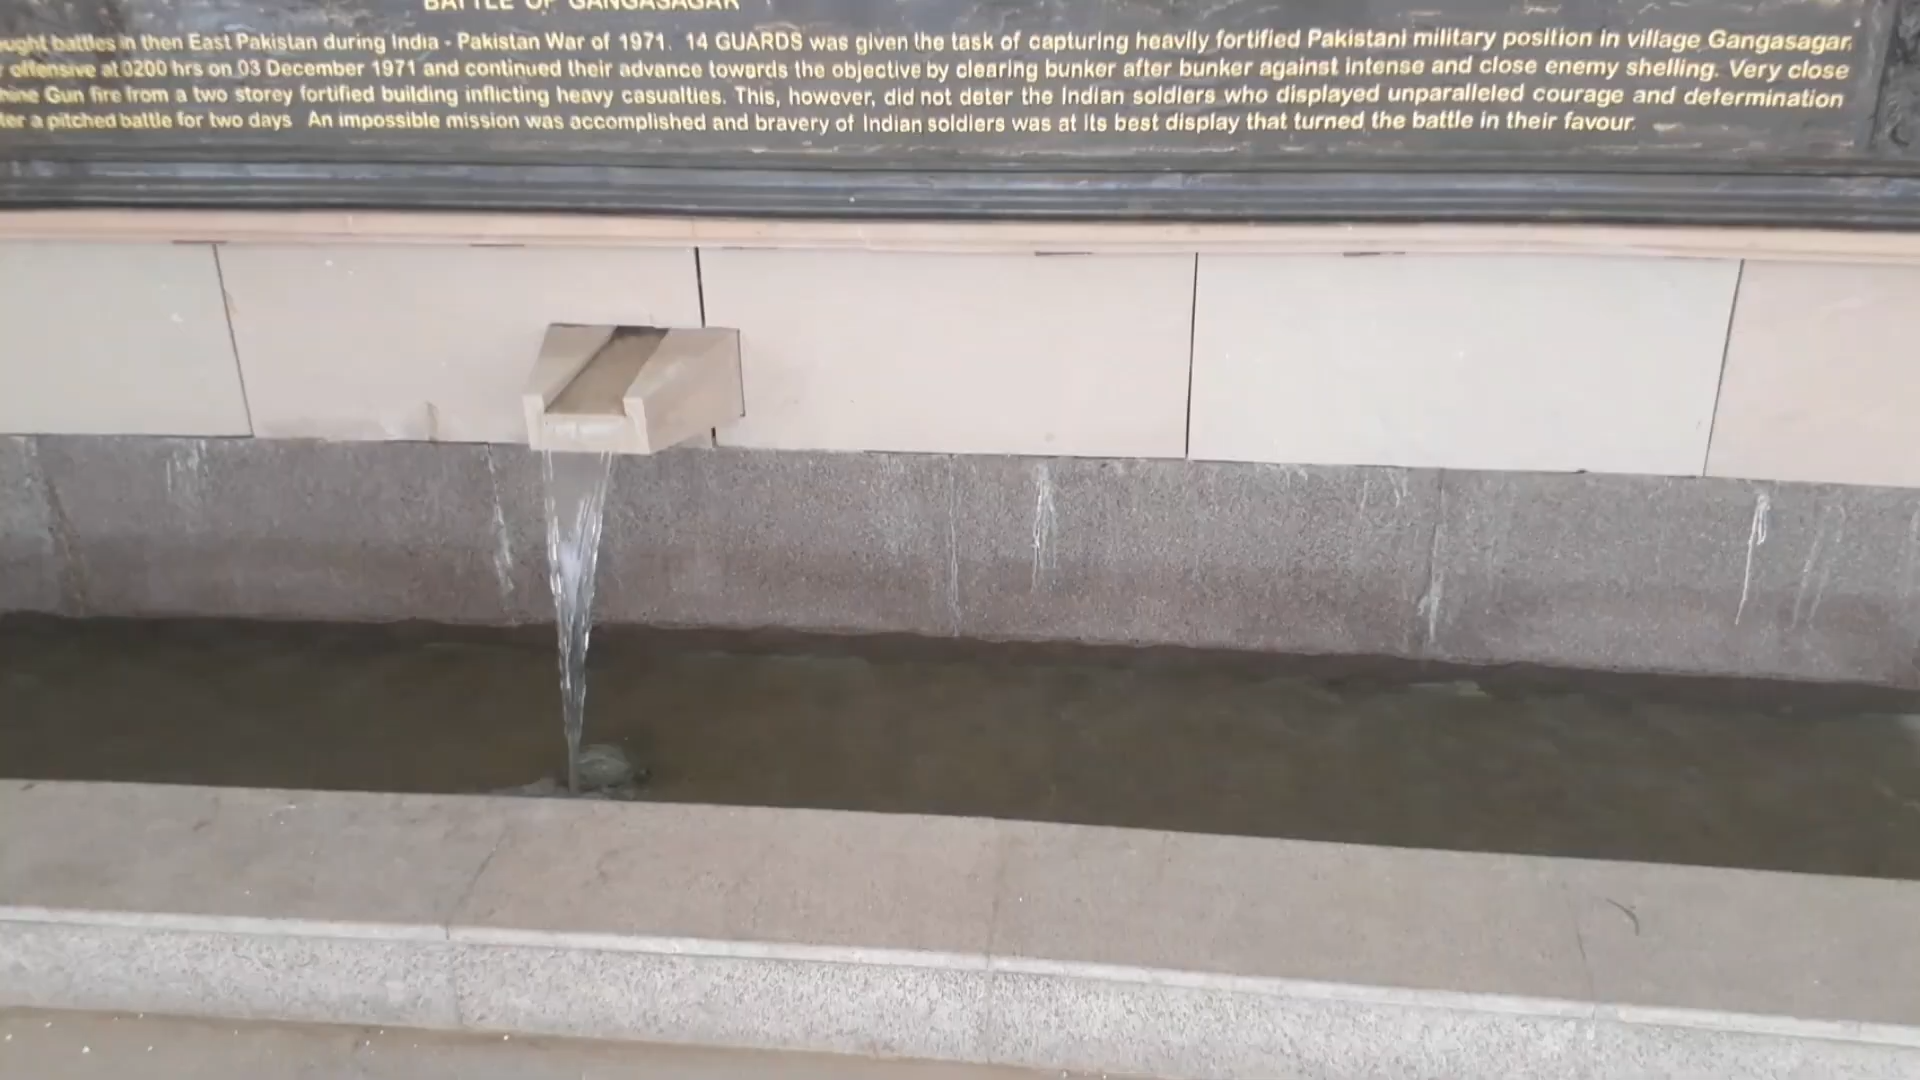 BATTLE OF GANGASAGAR
battles in then East Pakistan during India - Pakistan War of 1971. 14 GUARDS was given the task of capturing heavily fortified Pakistani military position in village Gangasagar.
offensive at 0200 hrs on 03 December 1971 and continued their advance towards the objective by clearing bunker after bunker against intense and close enemy shelling. Very close
Gun fire from a two storey fortified building inflicting heavy casualties. This, however, did not deter the Indian soldiers who displayed unparalleled courage and determination
a pitched battle for two days An impossible mission was accomplished and bravery of Indian soldiers was at its best display that turned the battle in their favour.